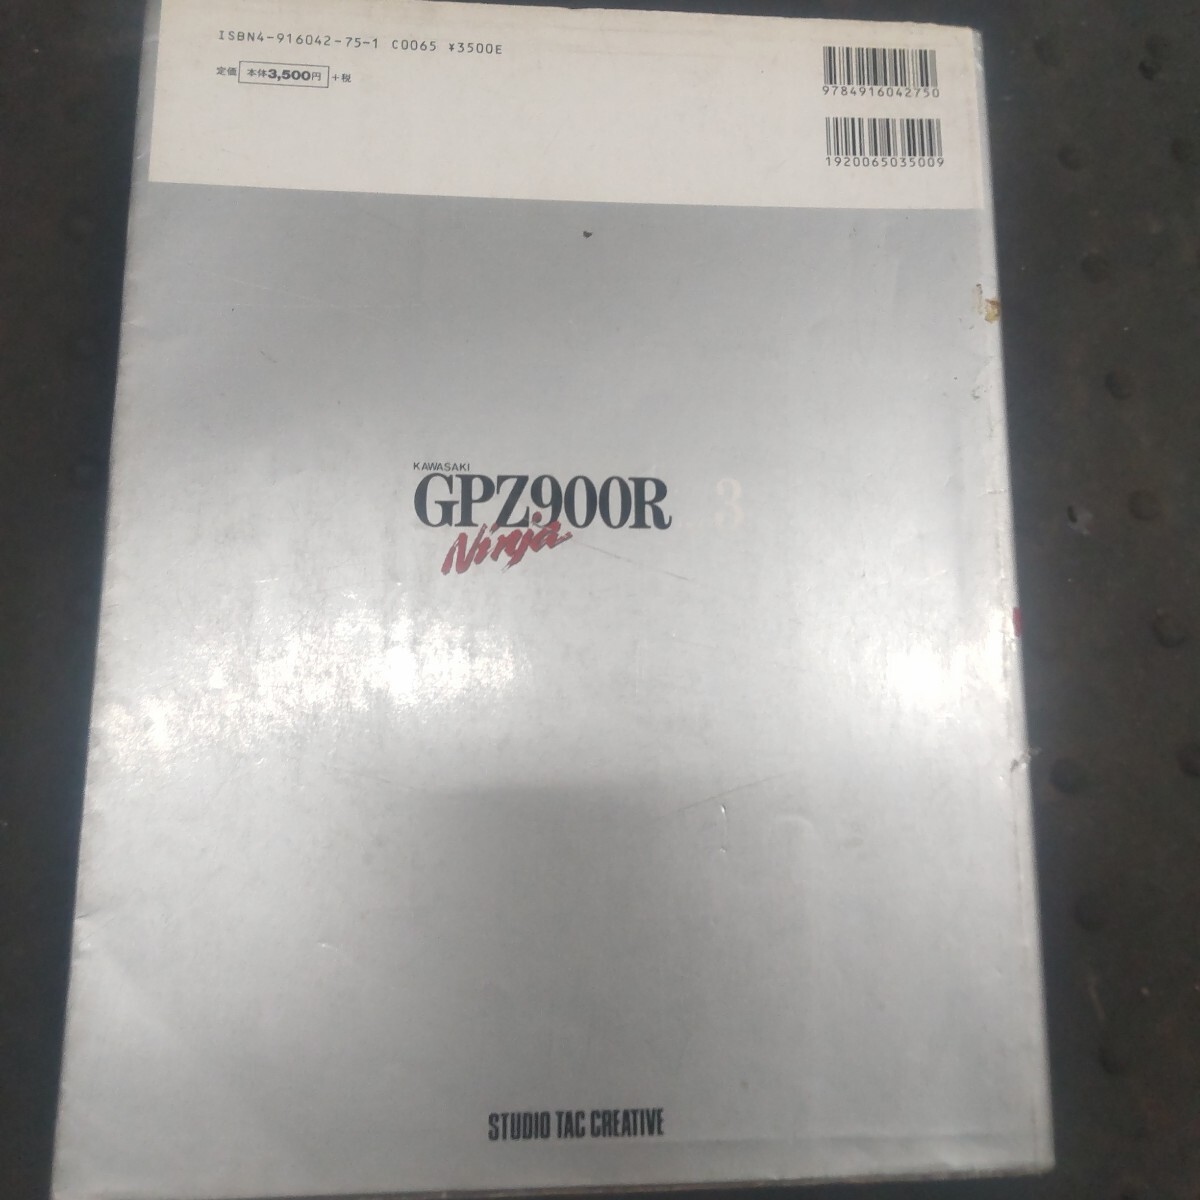 ISBN4-916042-75-1 C0065 ¥3500E
定価 本体3,500円 +税
9784916042750
1920065035009
KAWASAKI
GPZ900R 3
Ninja
STUDIO TAC CREATIVE